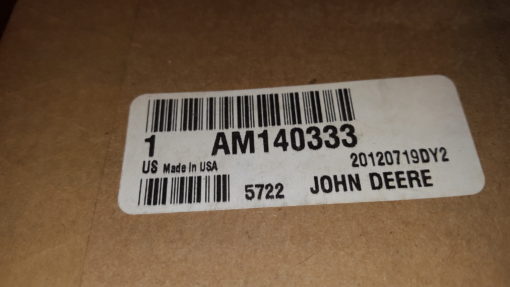 1 AM140333
US Made in USA 20120719DY2
5722 JOHN DEERE